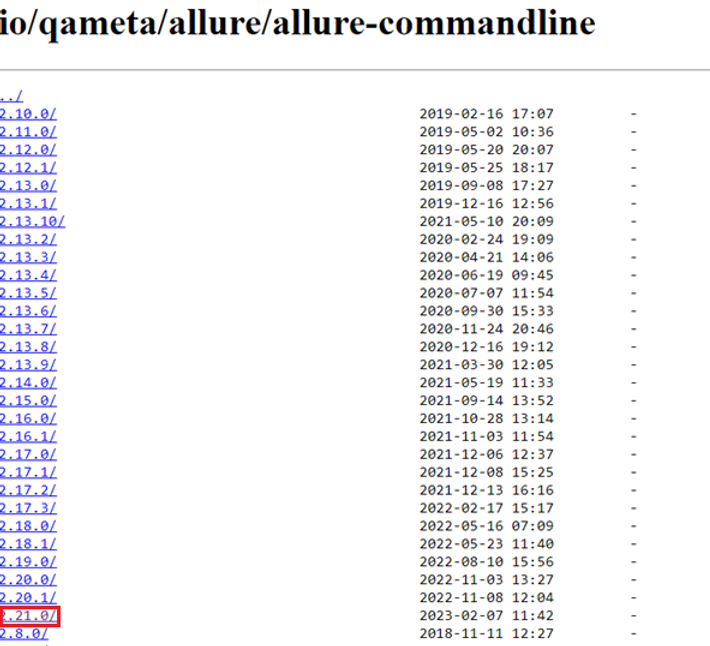 io/qameta/allure/allure-commandline
../
2.10.0/ 2019-02-16 17:07 -
2.11.0/ 2019-05-02 10:36 -
2.12.0/ 2019-05-20 20:07 -
2.12.1/ 2019-05-25 18:17 -
2.13.0/ 2019-09-08 17:27 -
2.13.1/ 2019-12-16 12:56 -
2.13.10/ 2021-05-10 20:09 -
2.13.2/ 2020-02-24 19:09 -
2.13.3/ 2020-04-21 14:06 -
2.13.4/ 2020-06-19 09:45 -
2.13.5/ 2020-07-07 11:54 -
2.13.6/ 2020-09-30 15:33 -
2.13.7/ 2020-11-24 20:46 -
2.13.8/ 2020-12-16 19:12 -
2.13.9/ 2021-03-30 12:05 -
2.14.0/ 2021-05-19 11:33 -
2.15.0/ 2021-09-14 13:52 -
2.16.0/ 2021-10-28 13:14 -
2.16.1/ 2021-11-03 11:54 -
2.17.0/ 2021-12-06 12:37 -
2.17.1/ 2021-12-08 15:25 -
2.17.2/ 2021-12-13 16:16 -
2.17.3/ 2022-02-17 15:17 -
2.18.0/ 2022-05-16 07:09 -
2.18.1/ 2022-05-23 11:40 -
2.19.0/ 2022-08-10 15:56 -
2.20.0/ 2022-11-03 13:27 -
2.20.1/ 2022-11-08 12:04 -
2.21.0/ 2023-02-07 11:42 -
2.8.0/ 2018-11-11 12:27 -